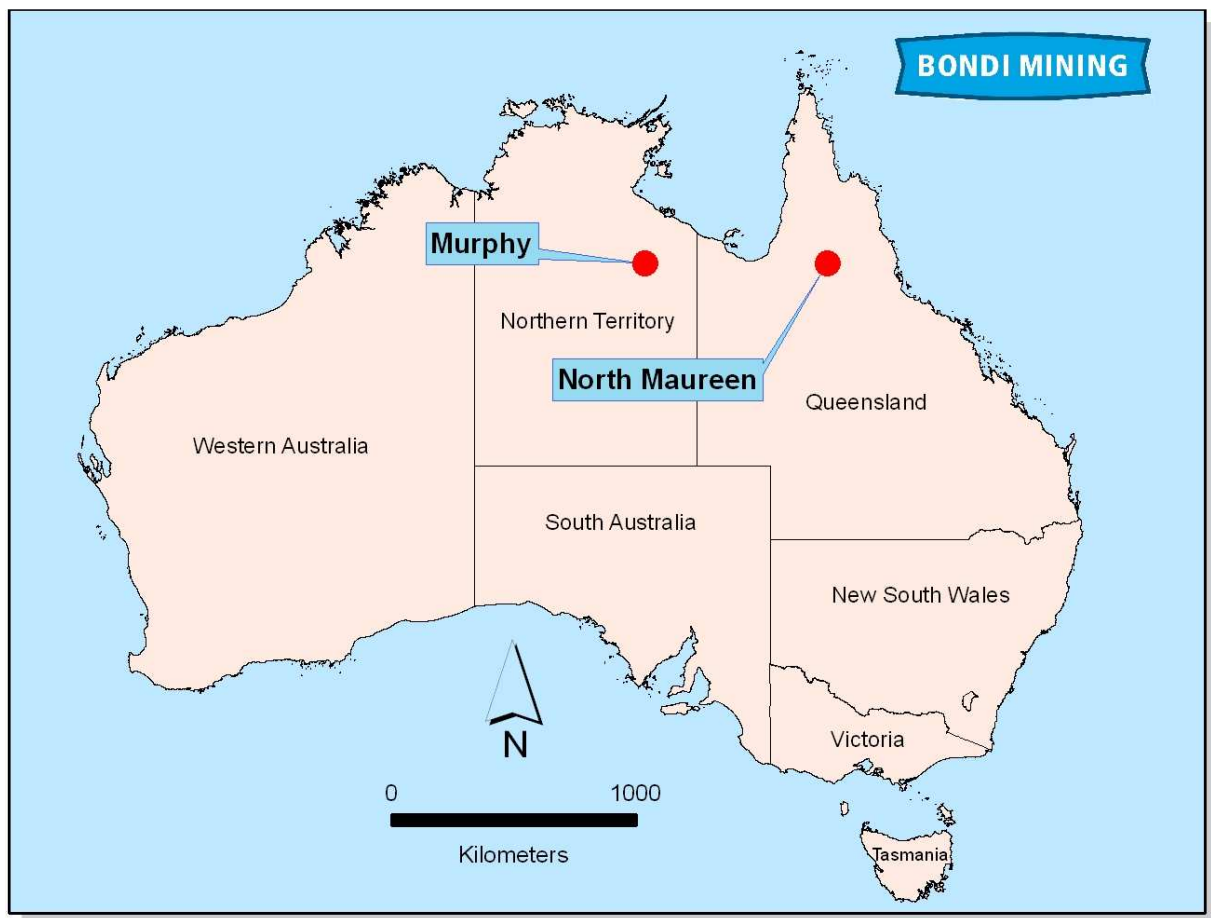 BONDI MINING
Murphy
Northern Territory
North Maureen
Queensland
Western Australia
South Australia
New South Wales
N
Victoria
0 1000
Kilometers
Tasmania